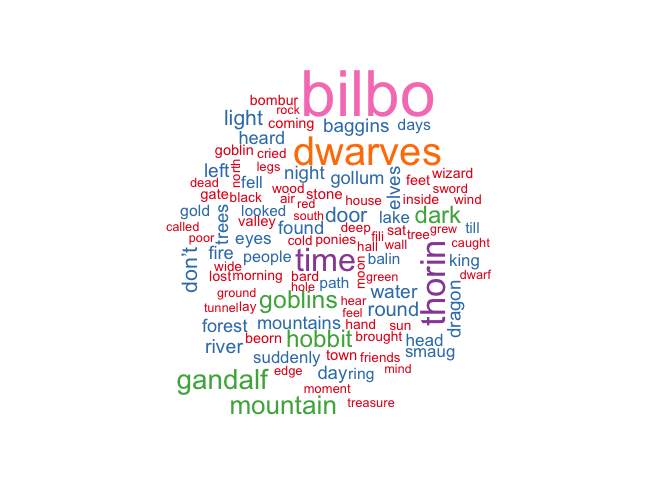 bilbo
bombur
rock
light
coming
baggins
days
heard
dwarves
goblin
cried
left
north
legs
night
gollum
elves
feet
wizard
dead
fell
wood
sword
gate
black
air
stone
house
inside
wind
red
gold
trees
looked
south
door
lake
dark
called
valley
found
deep
sat
tree
grew
till
poor
eyes
cold
ponies
fili
hall
wall
caught
don't
fire
people
time
moon
balin
thorin
king
wide
lost
morning
bard
path
green
dwarf
hole
ground
goblins
hear
water
dragon
tunnel
lay
feel
round
forest
mountains
hand
sun
river
beorn
hobbit
brought
head
suddenly
town
friends
smaug
gandalf
edge
day
ring
mind
moment
mountain
treasure